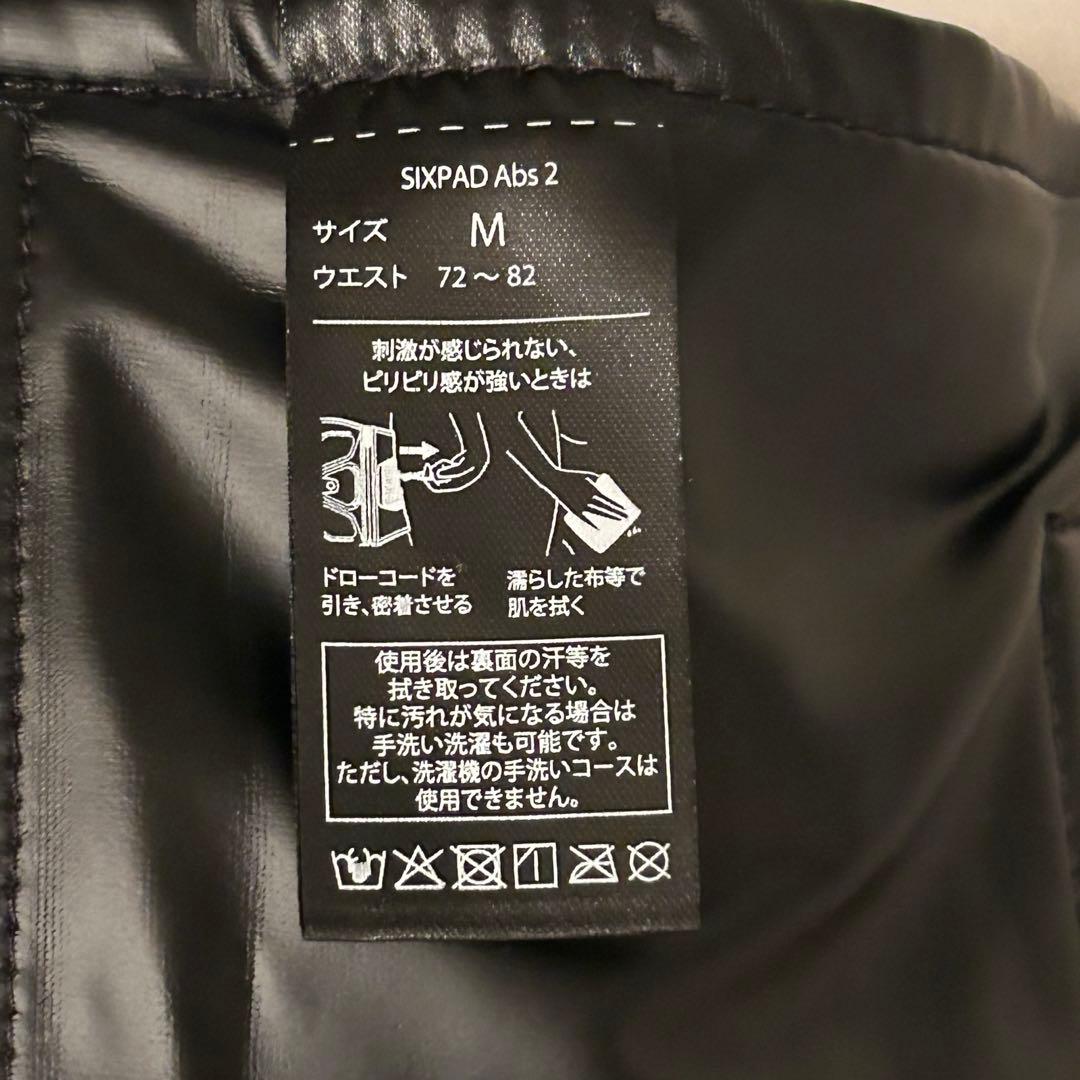 SIXPAD Abs 2
サイズ M
ウエスト 72～82
刺激が感じられない、
ピリピリ感が強いときは
ドローコードを
引き、密着させる
濡らした布等で
肌を拭く
使用後は裏面の汗等を
拭き取ってください。
特に汚れが気になる場合は
手洗い洗濯も可能です。
ただし、洗濯機の手洗いコースは
使用できません。